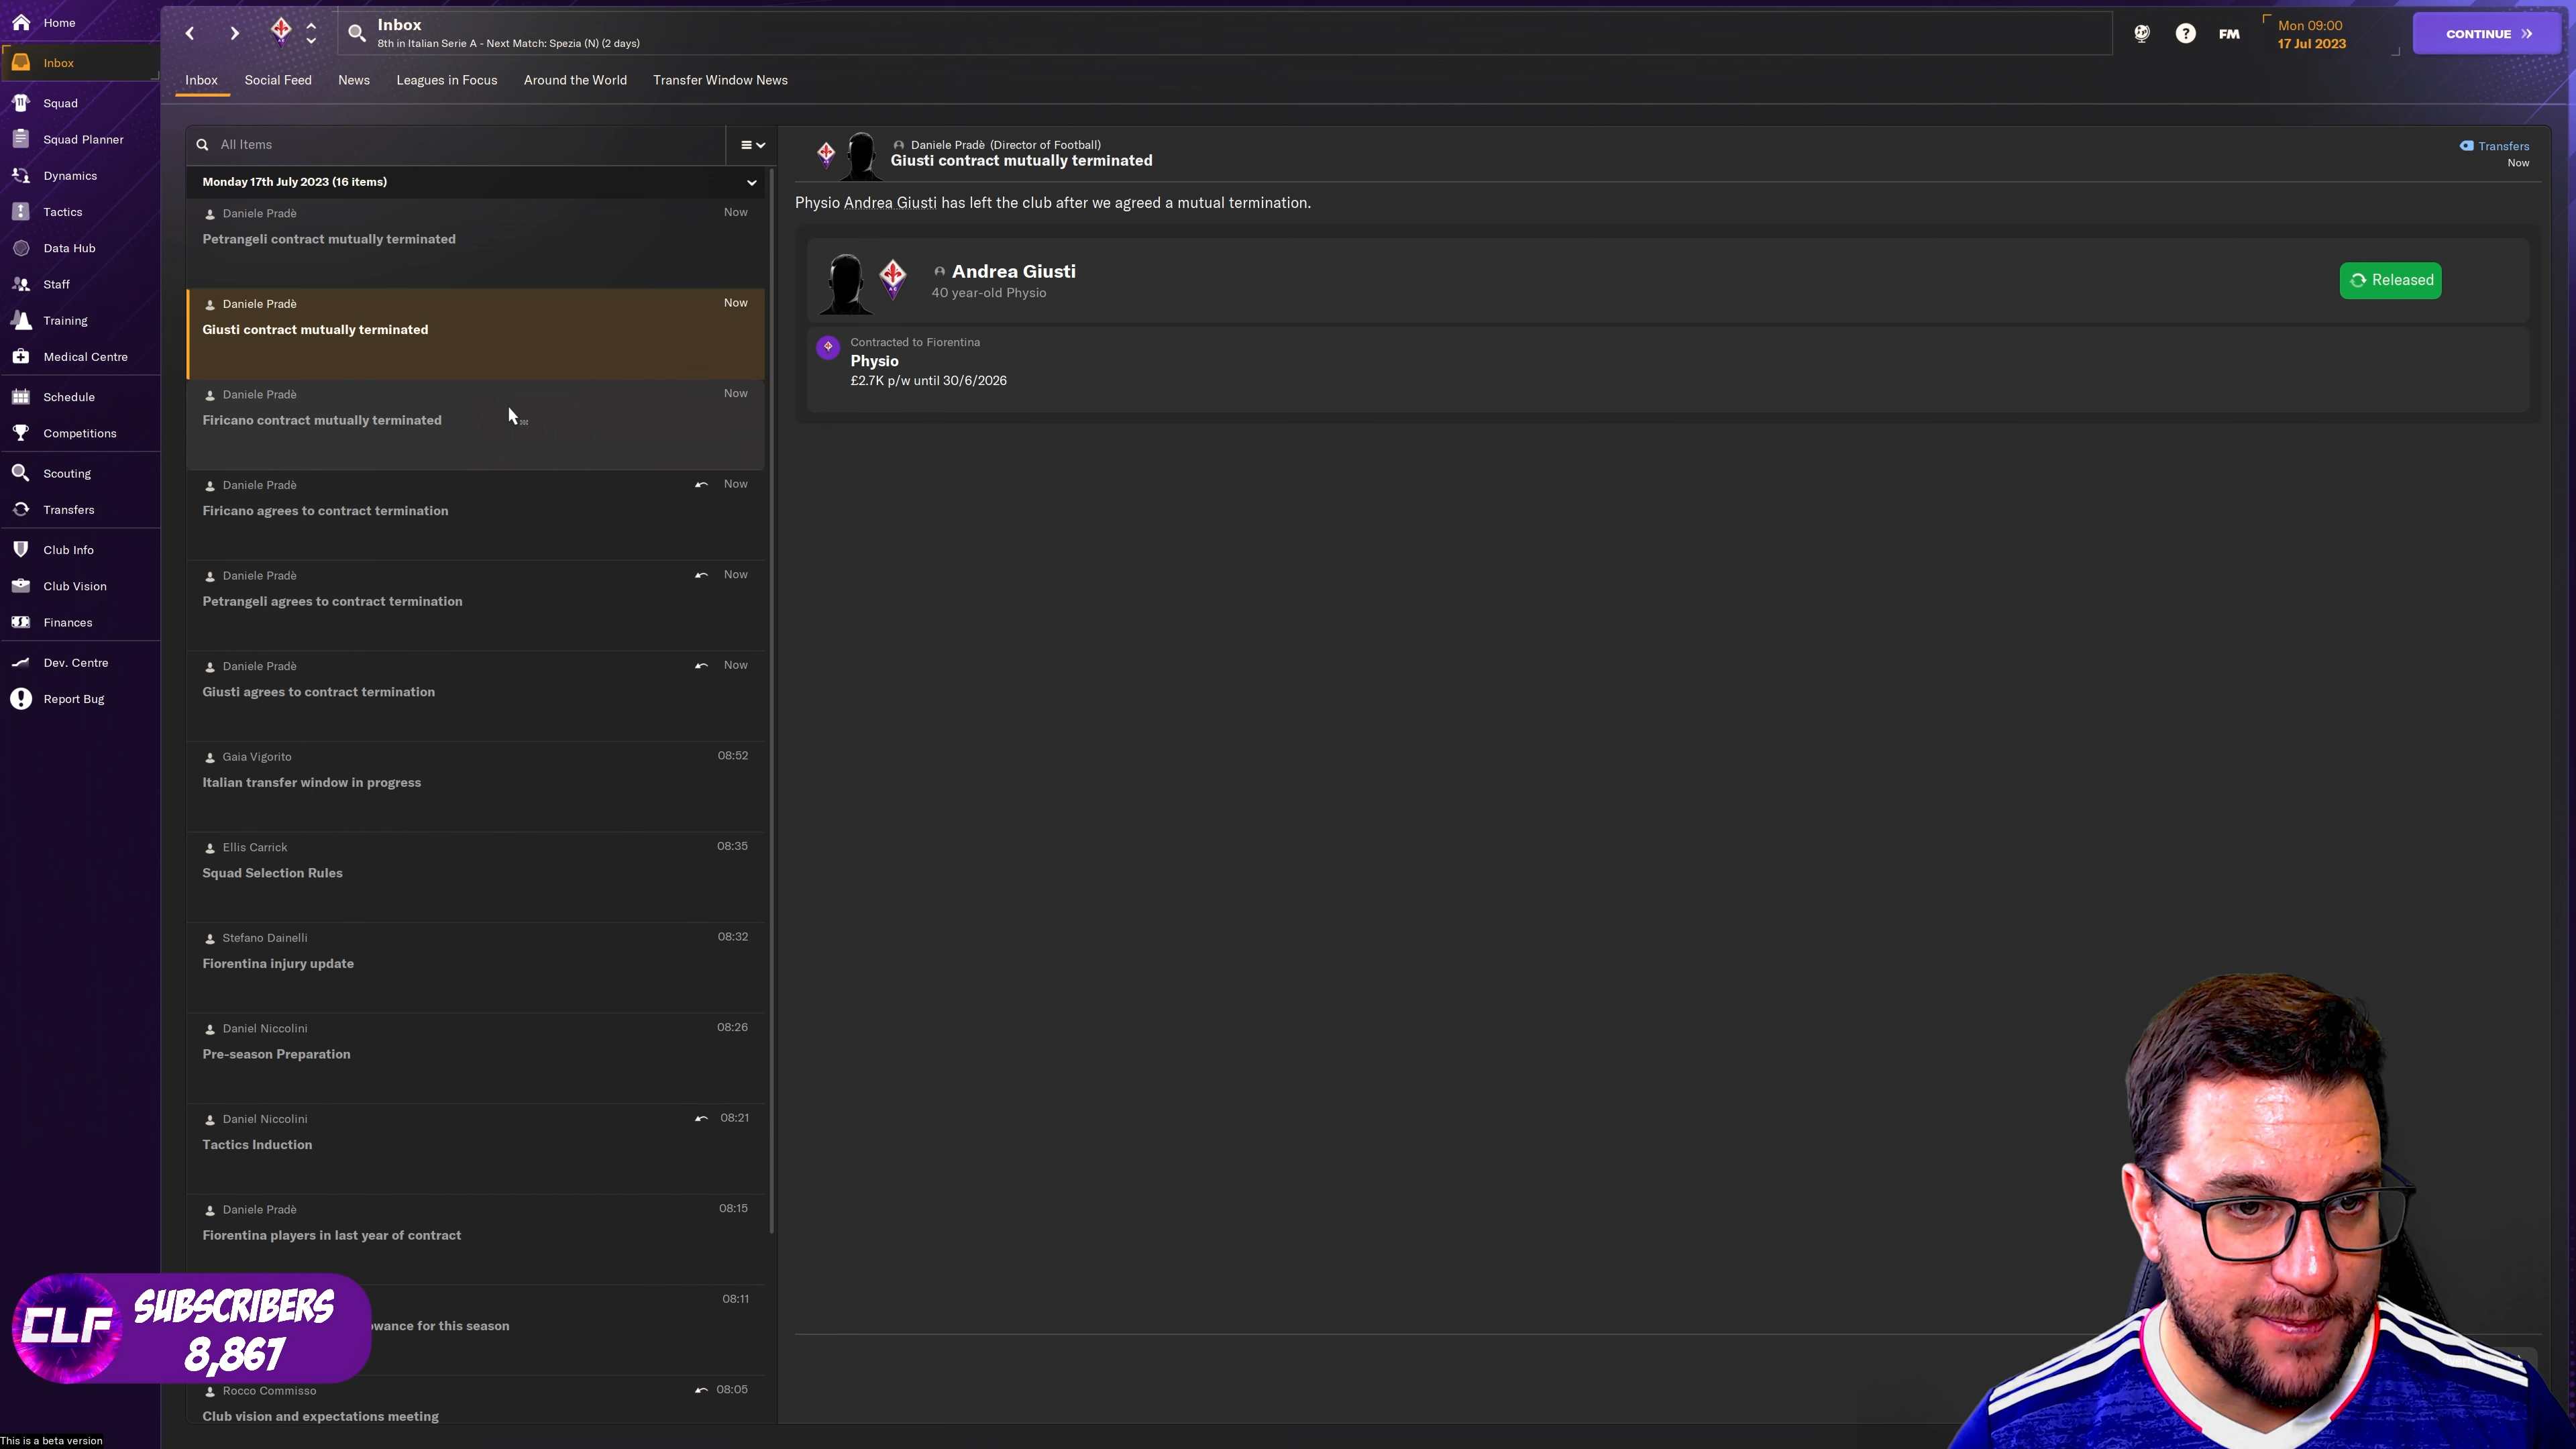 Home
Inbox
Squad
Squad Planner
Dynamics
Tactics
Data Hub
Staff
Training
Medical Centre
Schedule
Competitions
Scouting
Transfers
Club Info
Club Vision
Finances
Dev. Centre
Report Bug
Inbox
8th in Italian Serie A - Next Match: Spezia (N) (2 days)
FM
Mon 09:00
17 Jul 2023
CONTINUE
Inbox
Social Feed
News
Leagues in Focus
Around the World
Transfer Window News
All Items
Monday 17th July 2023 (16 items)
Daniele Pradè
Now
Petrangeli contract mutually terminated
Daniele Pradè
Now
Giusti contract mutually terminated
Daniele Pradè
Now
Firicano contract mutually terminated
Daniele Pradè
Now
Firicano agrees to contract termination
Daniele Pradè
Now
Petrangeli agrees to contract termination
Daniele Pradè
Now
Giusti agrees to contract termination
Gaia Vigorito
08:52
Italian transfer window in progress
Ellis Carrick
08:35
Squad Selection Rules
Stefano Dainelli
08:32
Fiorentina injury update
Daniel Niccolini
08:26
Pre-season Preparation
Daniel Niccolini
08:21
Tactics Induction
Daniele Pradè
08:15
Fiorentina players in last year of contract
08:11
owance for this season
Rocco Commisso
08:05
Club vision and expectations meeting
Daniele Pradè (Director of Football)
Giusti contract mutually terminated
Transfers
Now
Physio Andrea Giusti has left the club after we agreed a mutual termination.
Andrea Giusti
40 year-old Physio
Released
Contracted to Fiorentina
Physio
£2.7K p/w until 30/6/2026
CLF
SUBSCRIBERS
8,867
This is a beta version